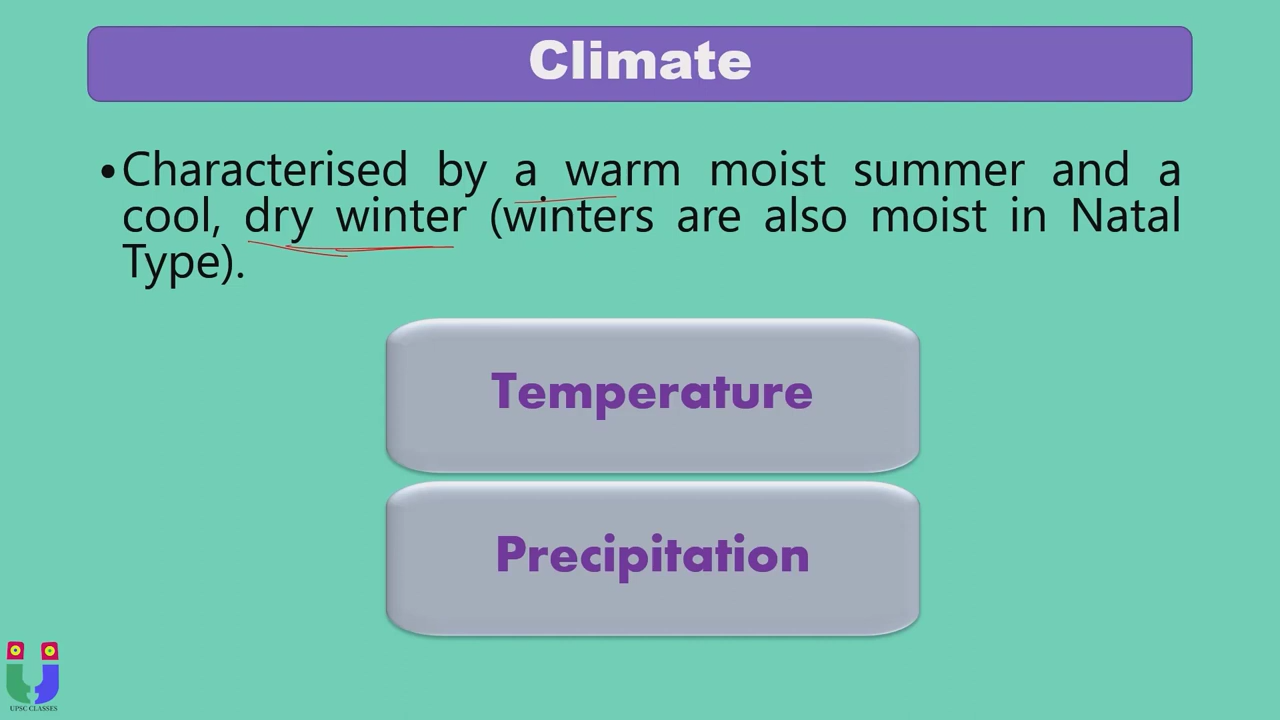 Climate
•Characterised by a warm moist summer and a
cool, dry winter (winters are also moist in Natal
Type).
Temperature
Precipitation
UPSC CLASSES